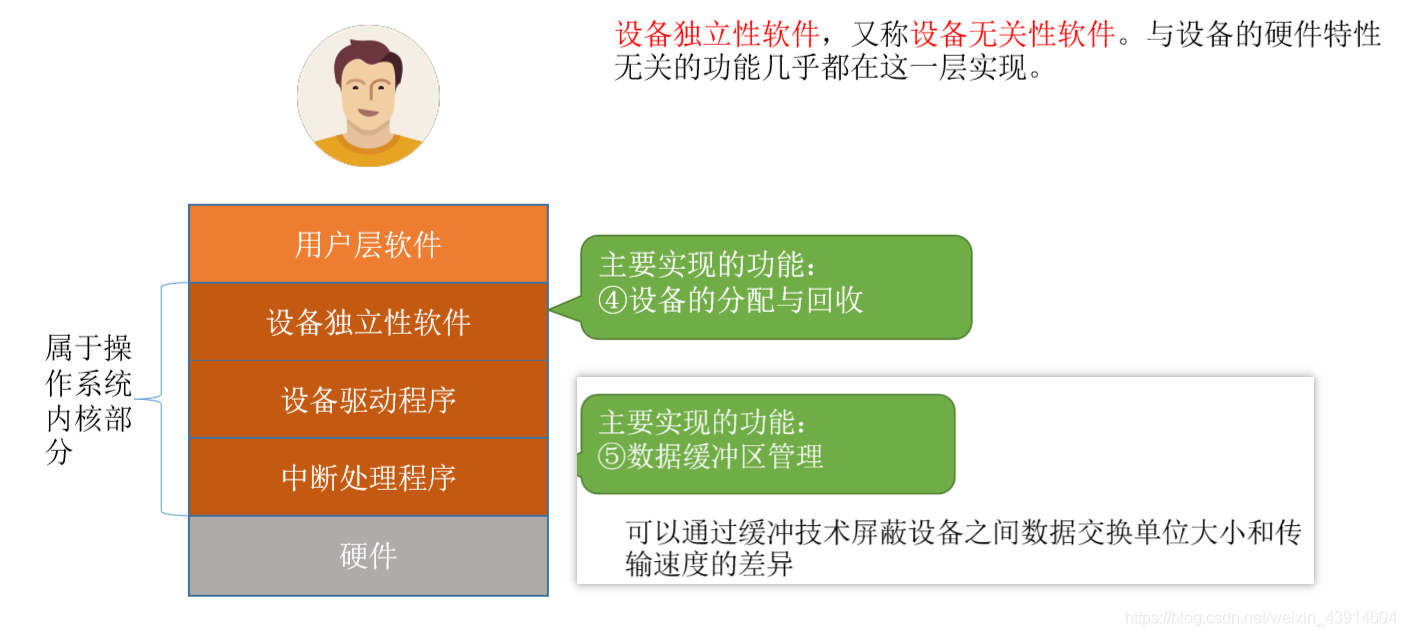 设备独立性软件，又称设备无关性软件。与设备的硬件特性
无关的功能几乎都在这一层实现。
用户层软件
设备独立性软件
设备驱动程序
中断处理程序
硬件
属于操
作系统
内核部
分
主要实现的功能：
④设备的分配与回收
主要实现的功能：
⑤数据缓冲区管理
可以通过缓冲技术屏蔽设备之间数据交换单位大小和传
输速度的差异
https://blog.csdn.net/weixin_43914604